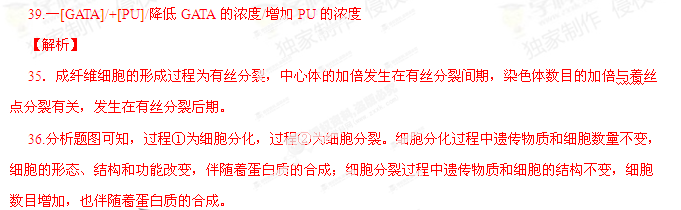 39.一[GATA]/+[PU]/降低 GATA 的浓度/增加 PU 的浓度
【解析】
35．成纤维细胞的形成过程为有丝分裂，中心体的加倍发生在有丝分裂间期，染色体数目的加倍与着丝
点分裂有关，发生在有丝分裂后期。
36.分析题图可知，过程①为细胞分化，过程②为细胞分裂。细胞分化过程中遗传物质和细胞数量不变，
细胞的形态、结构和功能改变，伴随着蛋白质的合成；细胞分裂过程中遗传物质和细胞的结构不变，细胞
数目增加，也伴随着蛋白质的合成。